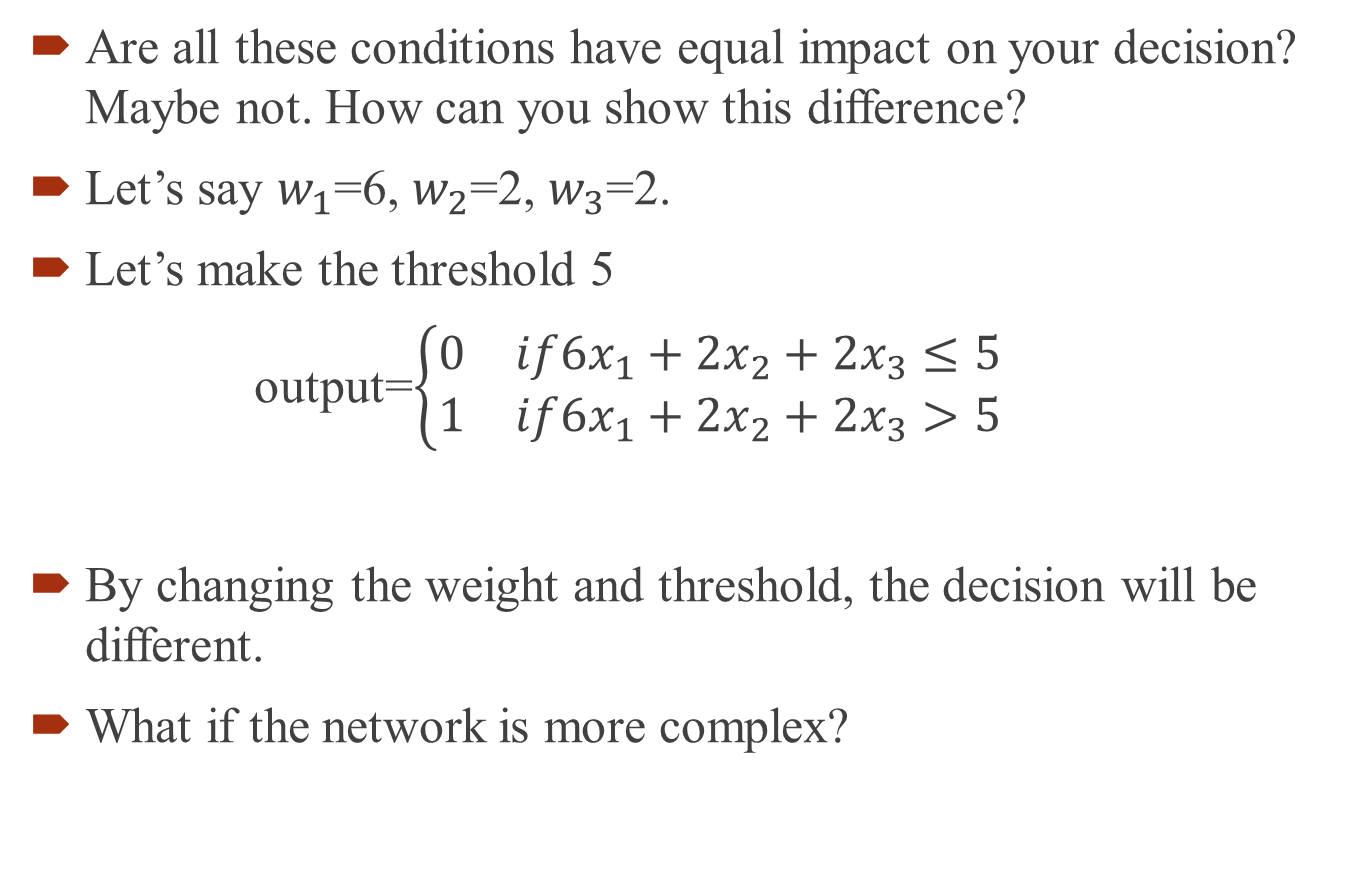 Are all these conditions have equal impact on your decision?
Maybe not. How can you show this difference?
Let’s say w₁=6, w₂=2, w₃=2.
Let’s make the threshold 5
output={0 if 6x₁ + 2x₂ + 2x₃ ≤ 5
1 if 6x₁ + 2x₂ + 2x₃ > 5
By changing the weight and threshold, the decision will be
different.
What if the network is more complex?